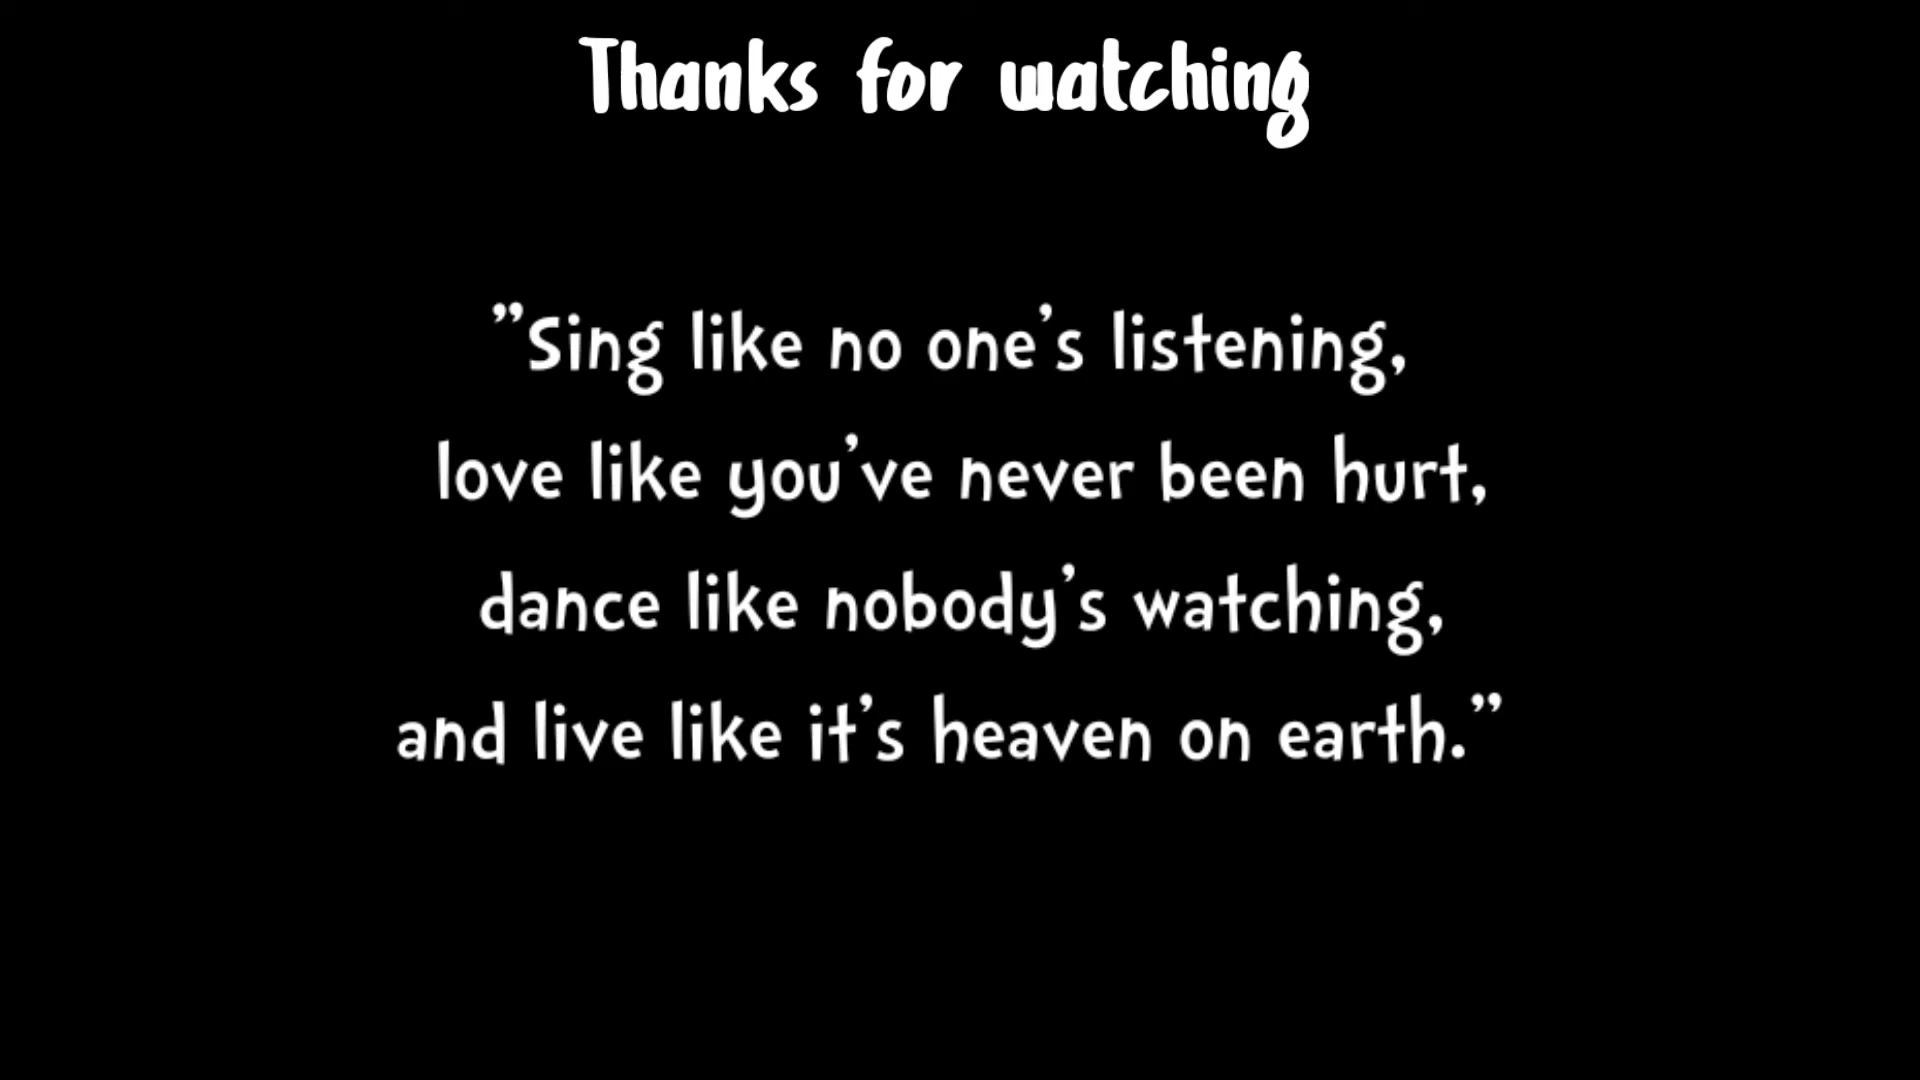 Thanks for watching
”Sing like no one’s listening,
love like you’ve never been hurt,
dance like nobody’s watching,
and live like it’s heaven on earth.”